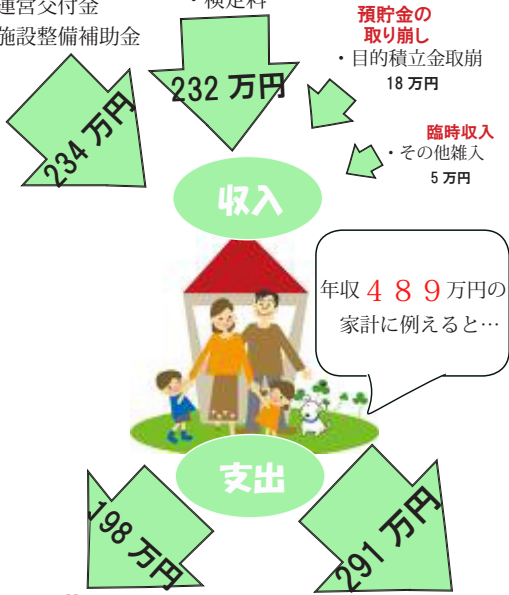 運営交付金
施設整備補助金
・検定料
預貯金の
取り崩し
・目的積立金取崩
18 万円
臨時収入
・その他雑入
5 万円
234 万円
232 万円
収入
年収４８９万円の
家計に例えると…
支出
198 万円
291 万円